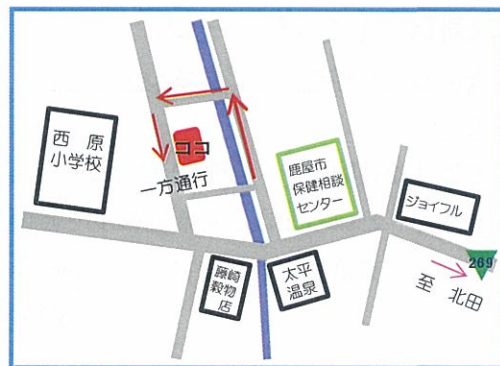 西 原
小学校
ココ
一方通行
鹿屋市
保健相談
センター
ジョイフル
269
至 北田
藤崎
穀物
店
太平
温泉